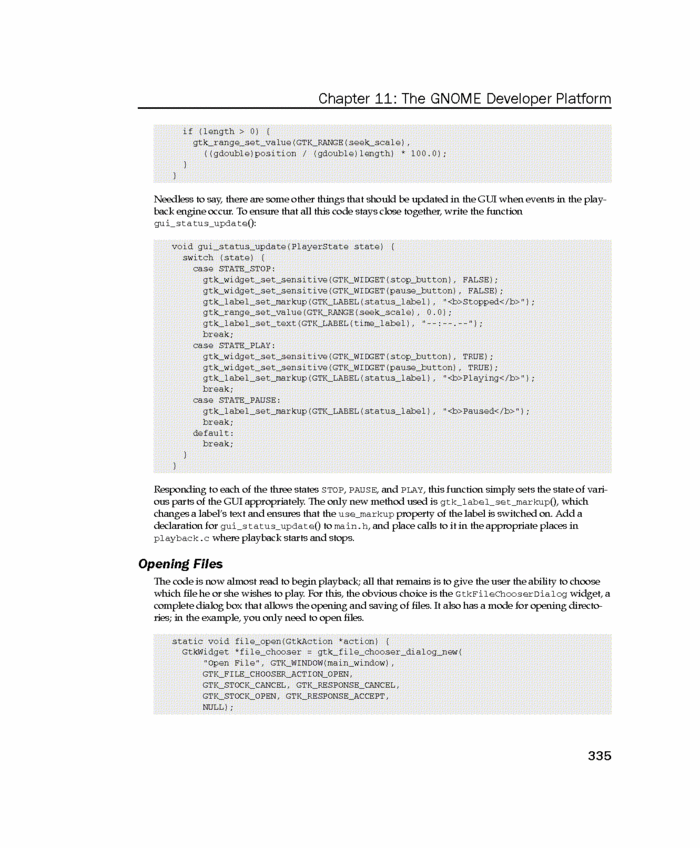 Chapter 11: The GNOME Developer Platform
if (length > 0) {
gtk_range_set_value(GTK_RANGE(seek_scale),
((gdouble)position / (gdouble)length) * 100.0);
}
}
Needless to say, there are some other things that should be updated in the GUI when events in the play-
back engine occur. To ensure that all this code stays close together, write the function
gui_status_update():
void gui_status_update(PlayerState state) {
switch (state) {
case STATE_STOP:
gtk_widget_set_sensitive(GTK_WIDGET(stop_button), FALSE);
gtk_widget_set_sensitive(GTK_WIDGET(pause_button), FALSE);
gtk_label_set_markup(GTK_LABEL(status_label), "<b>Stopped</b>");
gtk_range_set_value(GTK_RANGE(seek_scale), 0.0);
gtk_label_set_text(GTK_LABEL(time_label), "--:--.--");
break;
case STATE_PLAY:
gtk_widget_set_sensitive(GTK_WIDGET(stop_button), TRUE);
gtk_widget_set_sensitive(GTK_WIDGET(pause_button), TRUE);
gtk_label_set_markup(GTK_LABEL(status_label), "<b>Playing</b>");
break;
case STATE_PAUSE:
gtk_label_set_markup(GTK_LABEL(status_label), "<b>Paused</b>");
break;
default:
break;
}
}
Responding to each of the three states STOP, PAUSE, and PLAY, this function simply sets the state of vari-
ous parts of the GUI appropriately. The only new method used is gtk_label_set_markup(), which
changes a label's text and ensures that the use_markup property of the label is switched on. Add a
declaration for gui_status_update() to main.h, and place calls to it in the appropriate places in
playback.c where playback starts and stops.
Opening Files
The code is now almost read to begin playback; all that remains is to give the user the ability to choose
which file he or she wishes to play. For this, the obvious choice is the GtkFileChooserDialog widget, a
complete dialog box that allows the opening and saving of files. It also has a mode for opening directo-
ries; in the example, you only need to open files.
static void file_open(GtkAction *action) {
GtkWidget *file_chooser = gtk_file_chooser_dialog_new(
"Open File", GTK_WINDOW(main_window),
GTK_FILE_CHOOSER_ACTION_OPEN,
GTK_STOCK_CANCEL, GTK_RESPONSE_CANCEL,
GTK_STOCK_OPEN, GTK_RESPONSE_ACCEPT,
NULL);
335